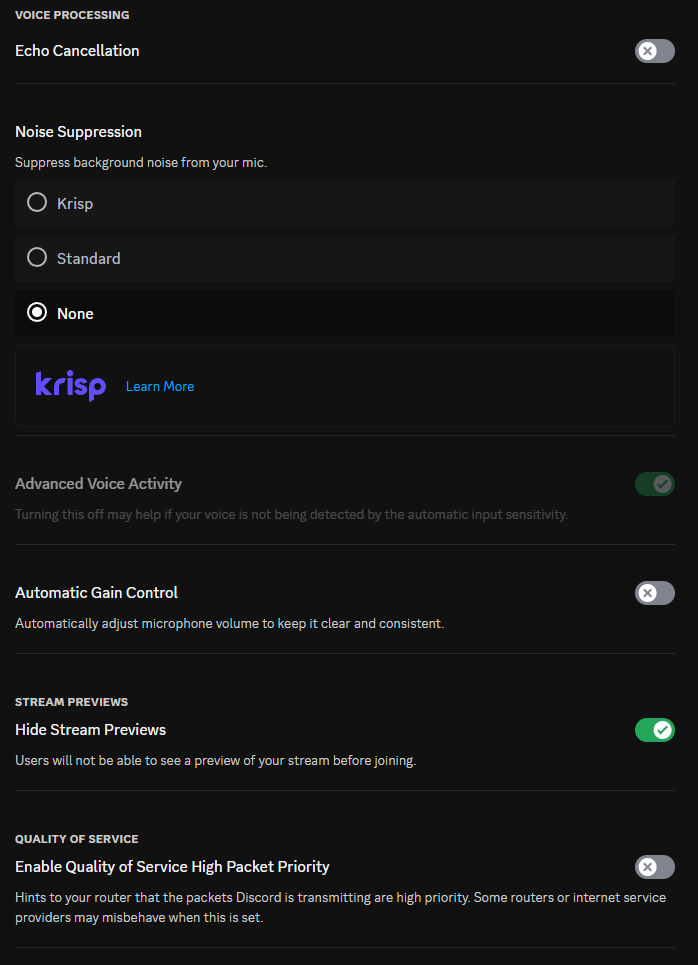 VOICE PROCESSING
Echo Cancellation
Noise Suppression
Suppress background noise from your mic.
Krisp
Standard
None
krisp Learn More
Advanced Voice Activity
Turning this off may help if your voice is not being detected by the automatic input sensitivity.
Automatic Gain Control
Automatically adjust microphone volume to keep it clear and consistent.
STREAM PREVIEWS
Hide Stream Previews
Users will not be able to see a preview of your stream before joining.
QUALITY OF SERVICE
Enable Quality of Service High Packet Priority
Hints to your router that the packets Discord is transmitting are high priority. Some routers or internet service
providers may misbehave when this is set.